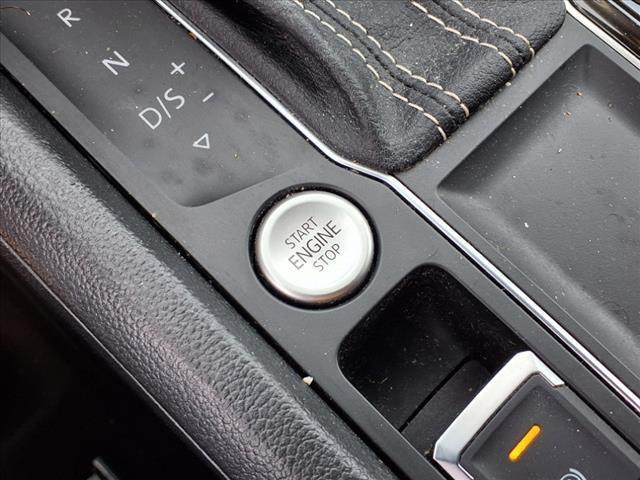 R
N
D/S
+
−
START
ENGINE
STOP